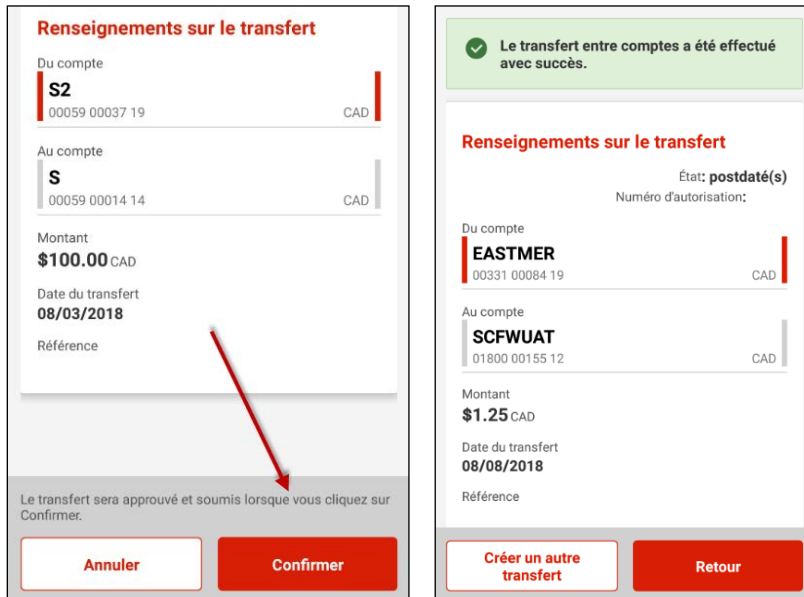 Renseignements sur le transfert
Du compte
S2
00059 00037 19 CAD
Au compte
S
00059 00014 14 CAD
Montant
$100.00 CAD
Date du transfert
08/03/2018
Référence
Le transfert sera approuvé et soumis lorsque vous cliquez sur
Confirmer.
Annuler Confirmer
Le transfert entre comptes a été effectué
avec succès.
Renseignements sur le transfert
État: postdaté(s)
Numéro d'autorisation:
Du compte
EASTMER
00331 00084 19 CAD
Au compte
SCFWUAT
01800 00155 12 CAD
Montant
$1.25 CAD
Date du transfert
08/08/2018
Référence
Créer un autre
transfert
Retour